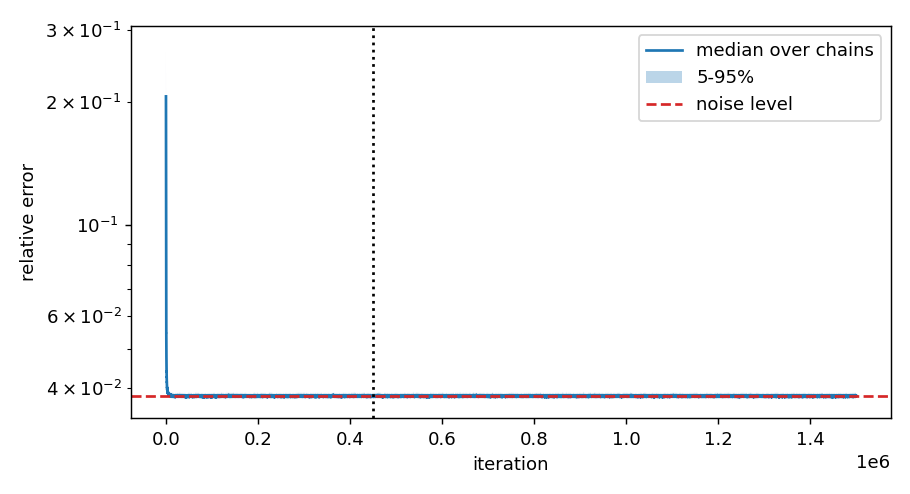 3 × 10⁻¹
2 × 10⁻¹
10⁻¹
6 × 10⁻²
4 × 10⁻²
relative error
median over chains
5-95%
noise level
0.0 0.2 0.4 0.6 0.8 1.0 1.2 1.4
iteration
1e6